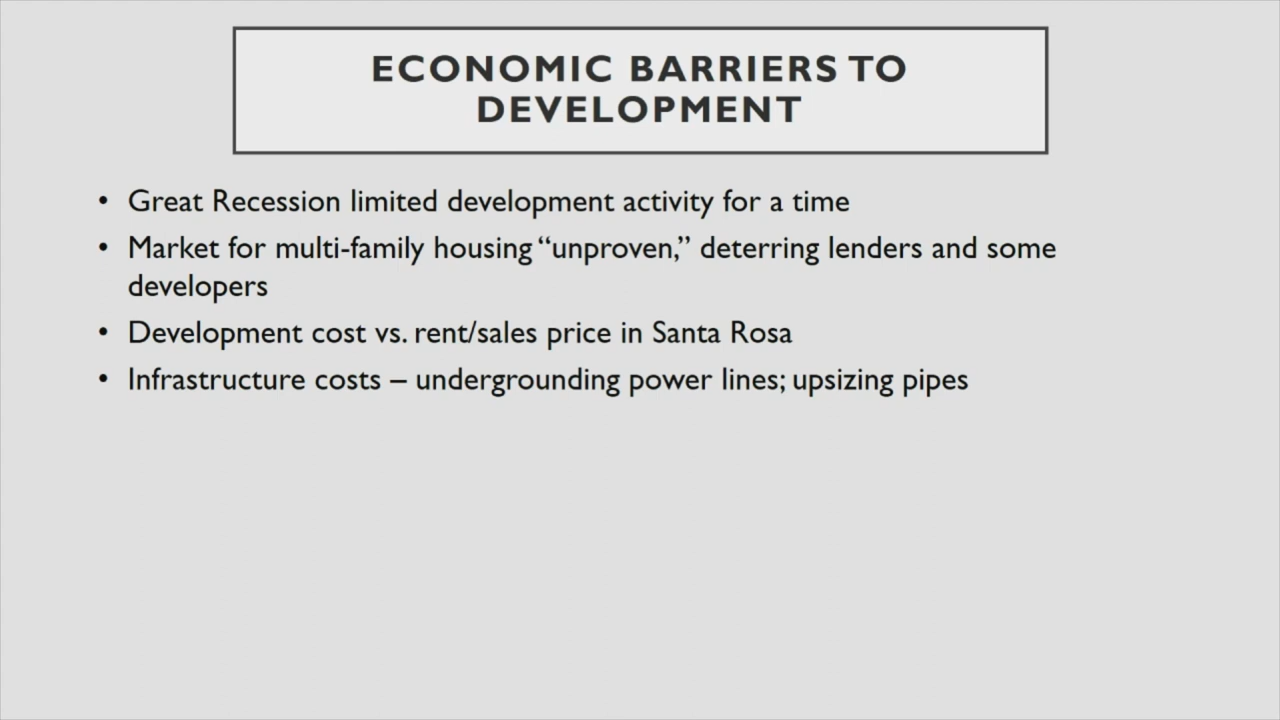 ECONOMIC BARRIERS TO
DEVELOPMENT
• Great Recession limited development activity for a time
• Market for multi-family housing “unproven,” deterring lenders and some
developers
• Development cost vs. rent/sales price in Santa Rosa
• Infrastructure costs – undergrounding power lines; upsizing pipes